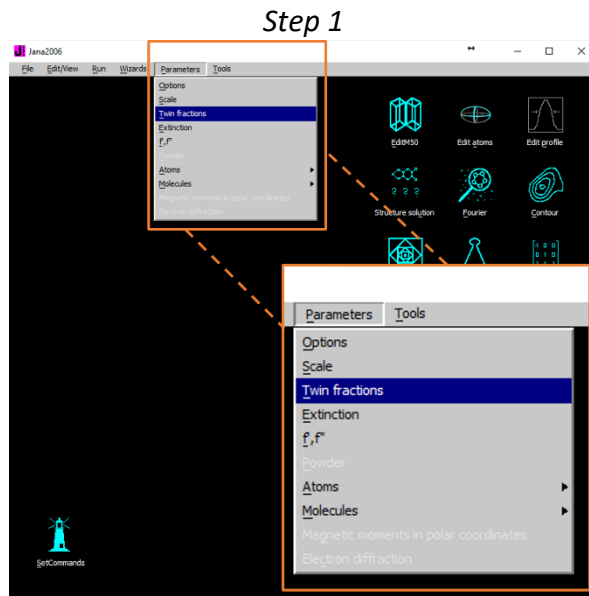 Step 1
Jana2006
File Edit/View Run Wizards Parameters Tools
Options
Scale
Twin fractions
Extinction
f',f"
Powder
Atoms
Molecules
Magnetic moments in polar coordinates
Electron diffraction
EditM50 Edit atoms Edit profile
? ? ?
Structure solution Fourier Contour
Parameters Tools
Options
Scale
Twin fractions
Extinction
f',f"
Powder
Atoms
Molecules
Magnetic moments in polar coordinates
Electron diffraction
SetCommands